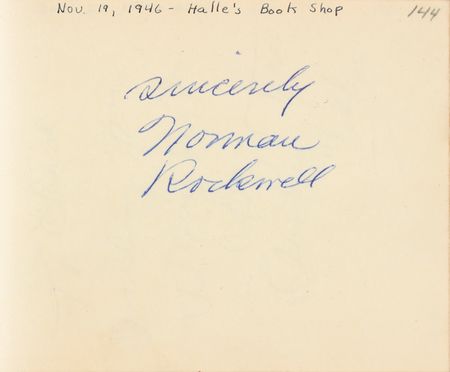 Nov. 19, 1946 - Halle's Book Shop
144
sincerely
Norman
Rockwell